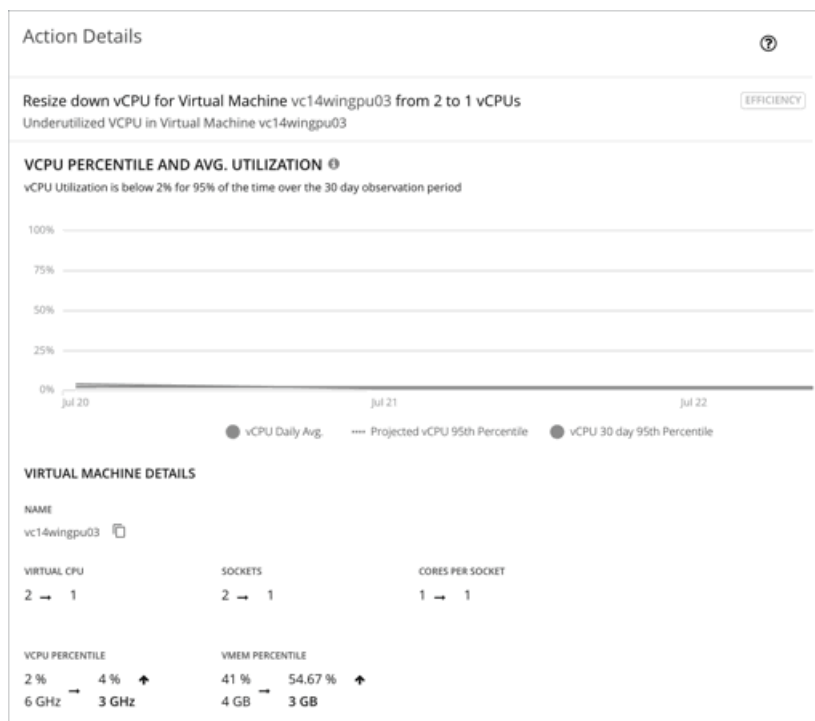 Action Details
Resize down vCPU for Virtual Machine vc14wingpu03 from 2 to 1 vCPUs
EFFICIENCY
Underutilized VCPU in Virtual Machine vc14wingpu03
VCPU PERCENTILE AND AVG. UTILIZATION
vCPU Utilization is below 2% for 95% of the time over the 30 day observation period
100%
75%
50%
25%
0%
Jul 20 Jul 21 Jul 22
vCPU Daily Avg. Projected vCPU 95th Percentile vCPU 30 day 95th Percentile
VIRTUAL MACHINE DETAILS
NAME
vc14wingpu03
VIRTUAL CPU SOCKETS CORES PER SOCKET
2 → 1 2 → 1 1 → 1
VCPU PERCENTILE VMEM PERCENTILE
2 % → 4 % ↑ 41 % → 54.67 % ↑
6 GHz 3 GHz 4 GB 3 GB